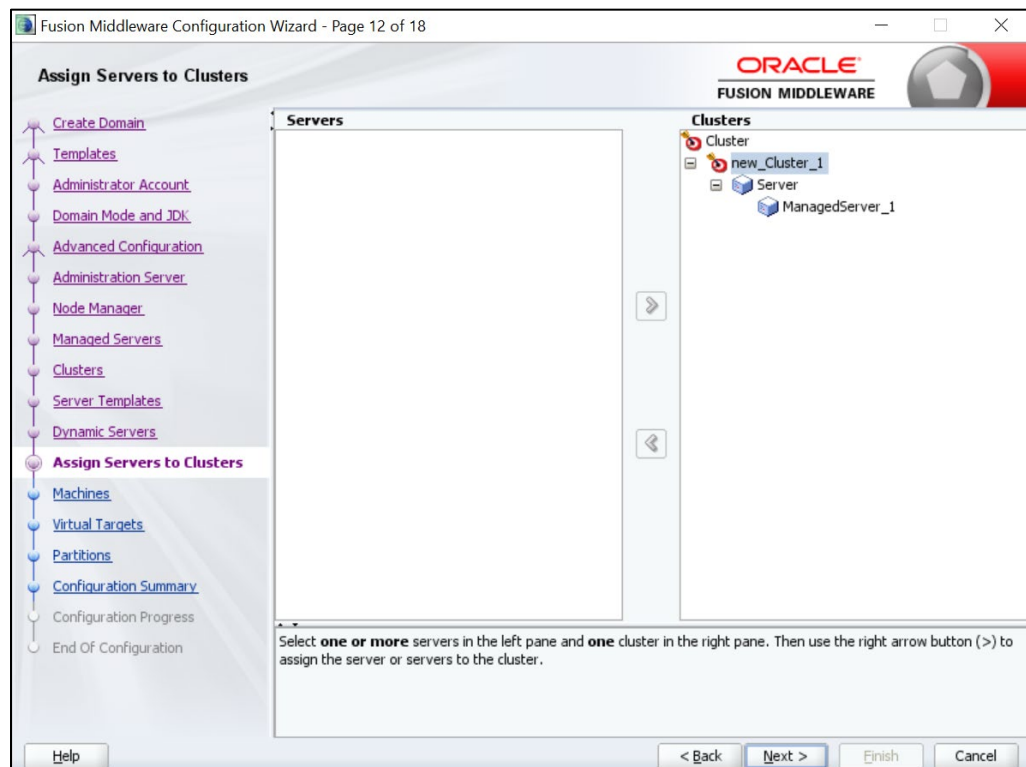 Fusion Middleware Configuration Wizard - Page 12 of 18
Assign Servers to Clusters
ORACLE
FUSION MIDDLEWARE
Create Domain
Templates
Administrator Account
Domain Mode and JDK
Advanced Configuration
Administration Server
Node Manager
Managed Servers
Clusters
Server Templates
Dynamic Servers
Assign Servers to Clusters
Machines
Virtual Targets
Partitions
Configuration Summary
Configuration Progress
End Of Configuration
Servers
Clusters
Cluster
new_Cluster_1
Server
ManagedServer_1
Select one or more servers in the left pane and one cluster in the right pane. Then use the right arrow button (>) to
assign the server or servers to the cluster.
Help
< Back
Next >
Finish
Cancel